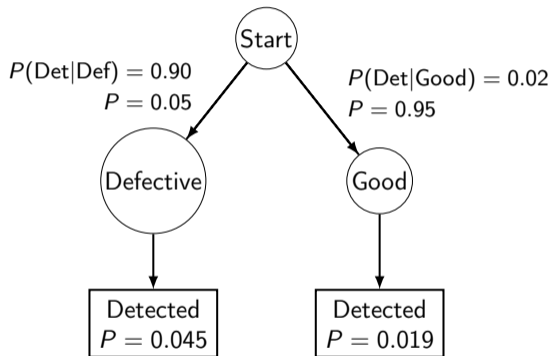 Start
P(Det|Def) = 0.90
P = 0.05
P(Det|Good) = 0.02
P = 0.95
Defective
Good
Detected
P = 0.045
Detected
P = 0.019